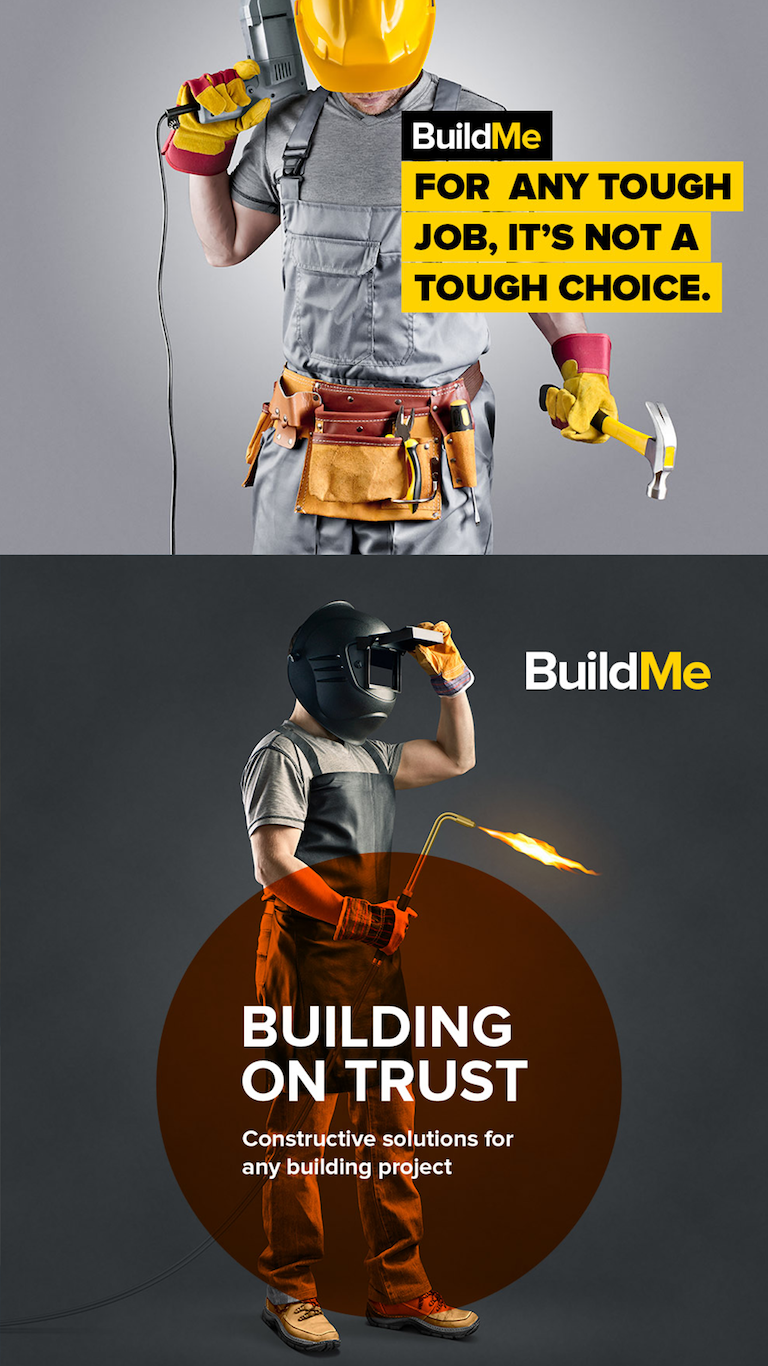 BuildMe
FOR ANY TOUGH
JOB, IT'S NOT A
TOUGH CHOICE.
BuildMe
BUILDING
ON TRUST
Constructive solutions for
any building project